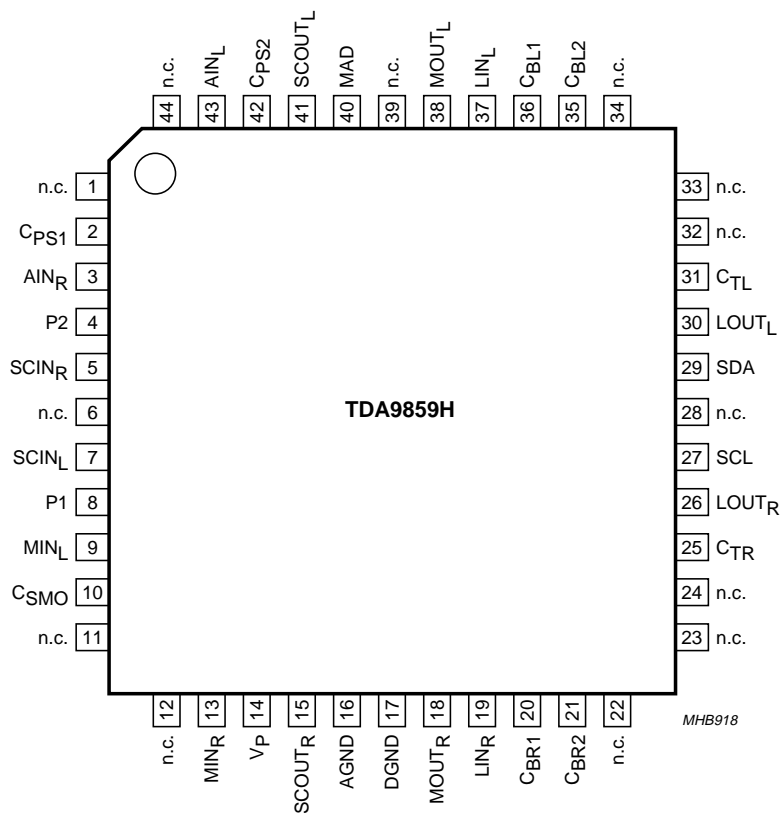 n.c. AIN_L C_PS2 SCOUT_L MAD n.c. MOUT_L LIN_L C_BL1 C_BL2 n.c.
44 43 42 41 40 39 38 37 36 35 34
n.c. 1
C_PS1 2
AIN_R 3
P2 4
SCIN_R 5
n.c. 6
SCIN_L 7
P1 8
MIN_L 9
C_SMO 10
n.c. 11
TDA9859H
33 n.c.
32 n.c.
31 C_TL
30 LOUT_L
29 SDA
28 n.c.
27 SCL
26 LOUT_R
25 C_TR
24 n.c.
23 n.c.
12 13 14 15 16 17 18 19 20 21 22
n.c. MIN_R V_P SCOUT_R AGND DGND MOUT_R LIN_R C_BR1 C_BR2 n.c.
MHB918